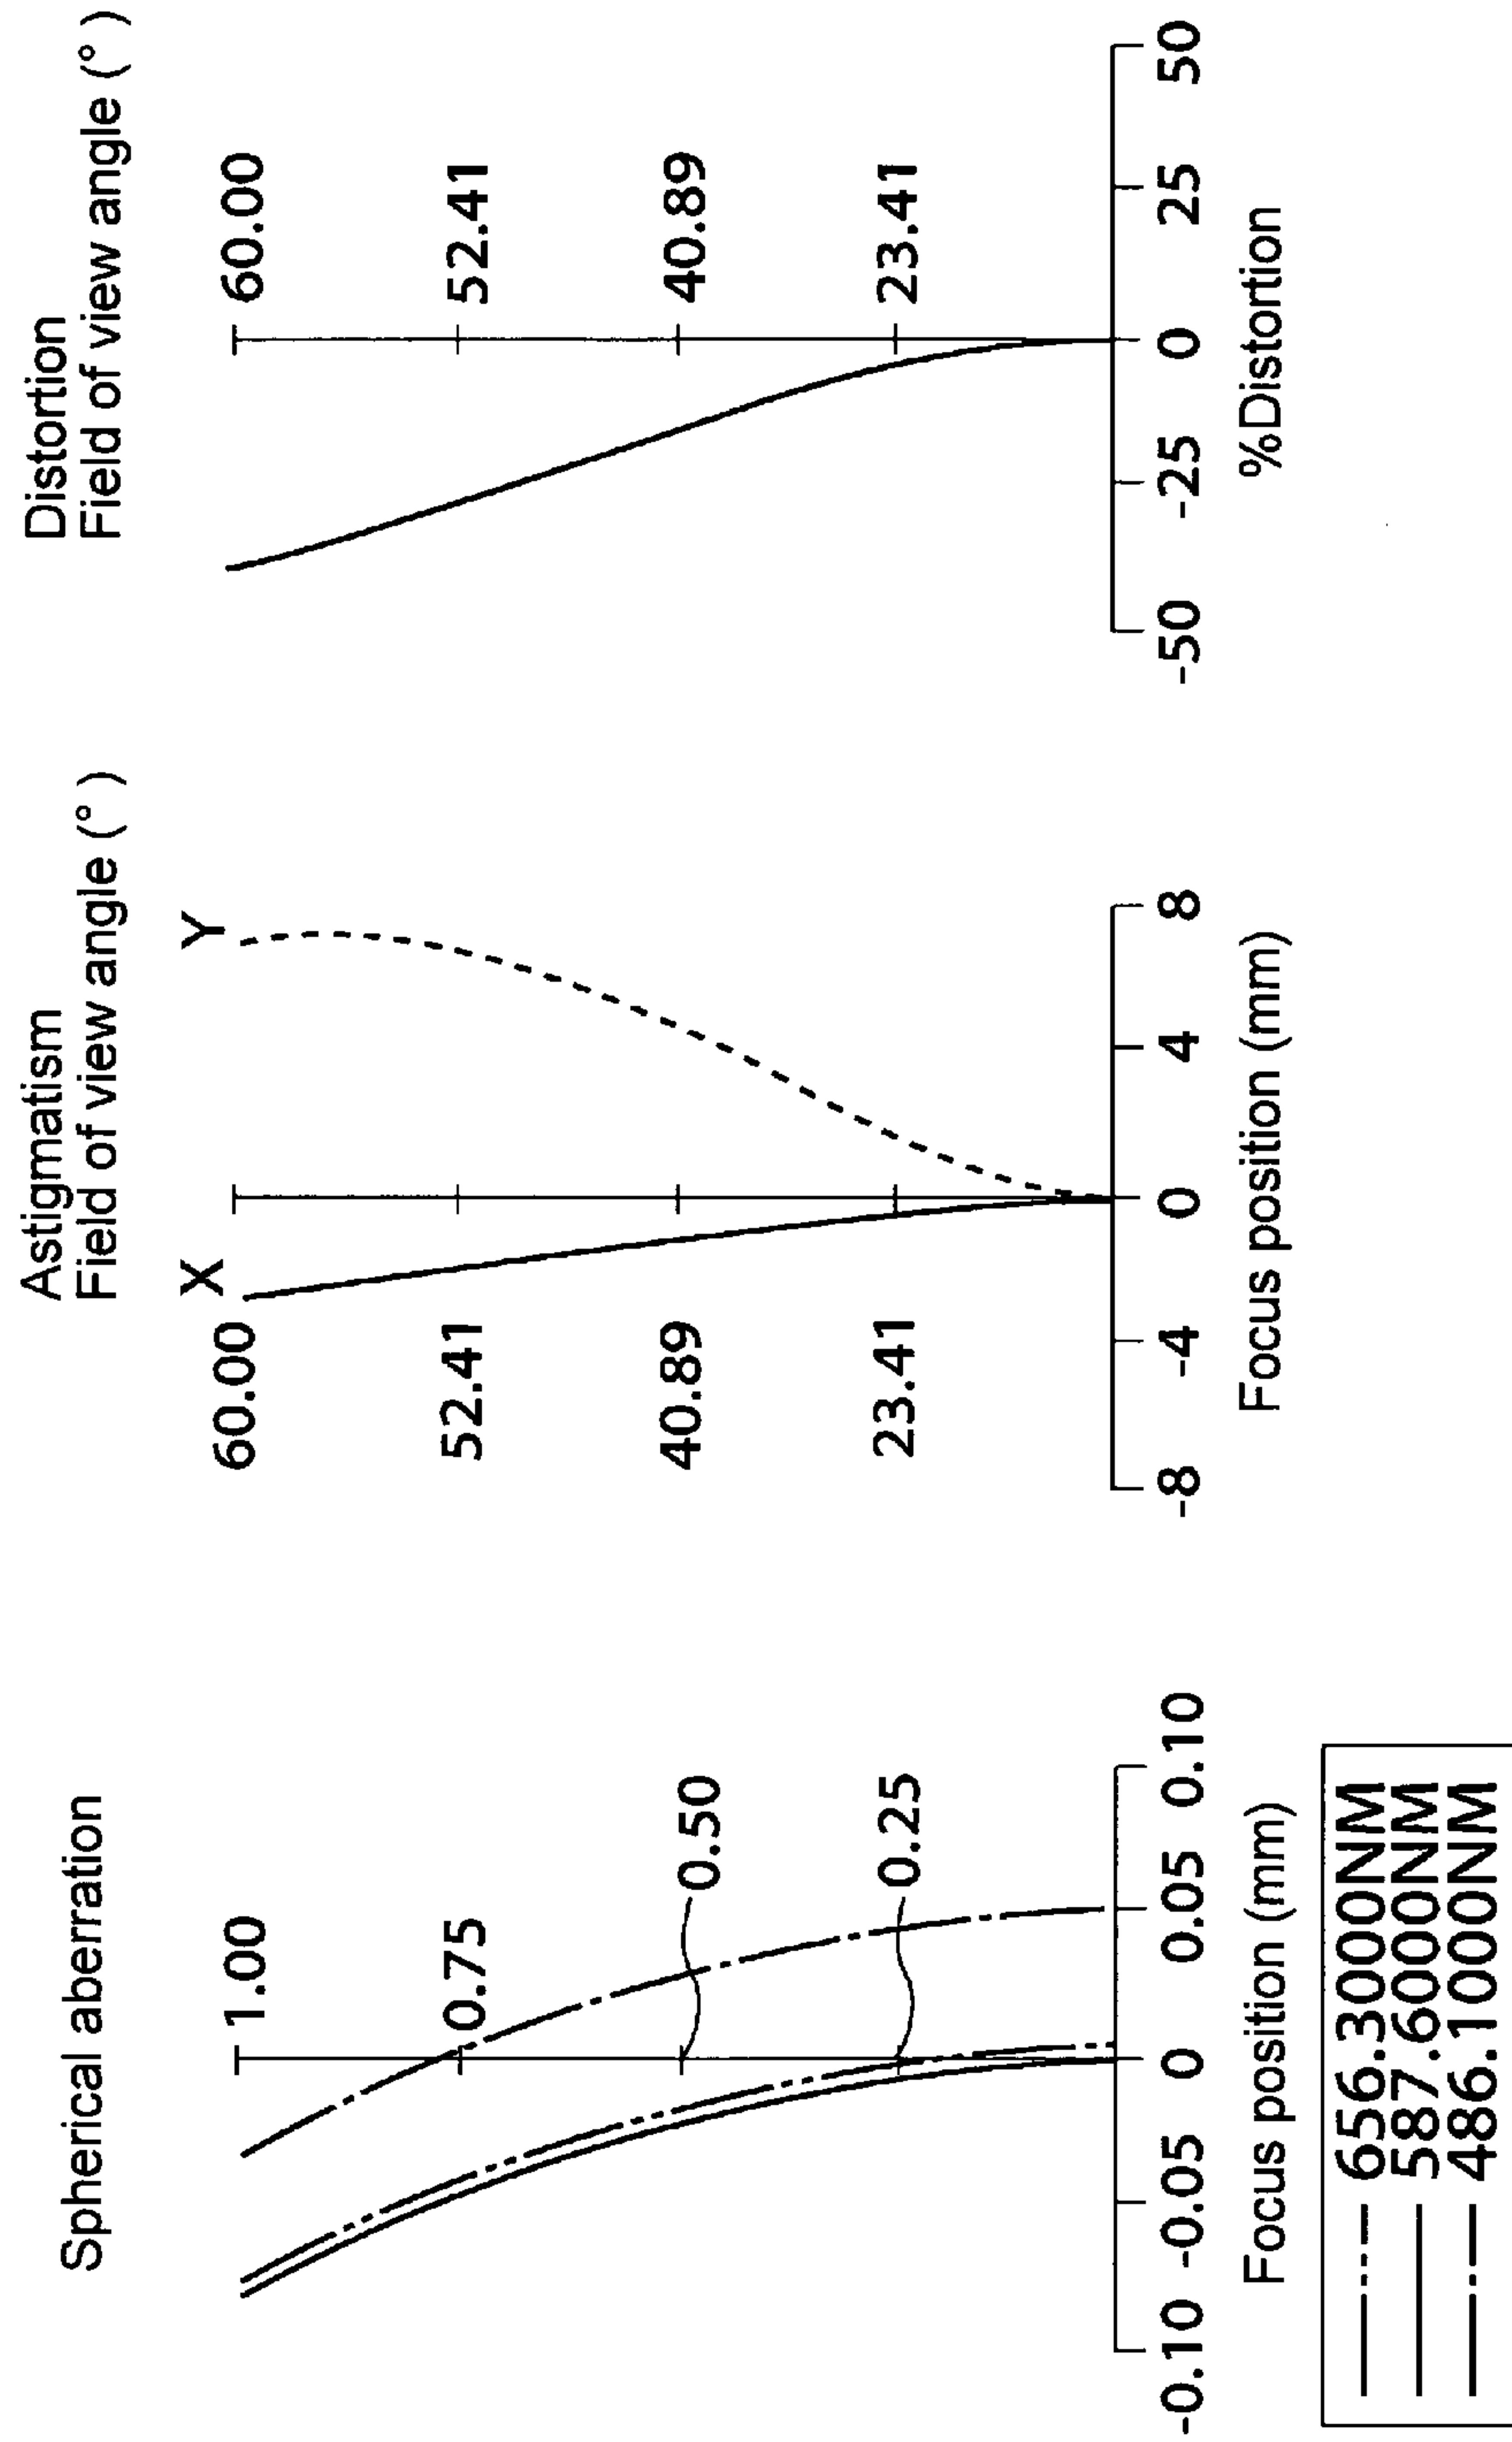 Spherical aberration
1.00
0.75
0.50
0.25
-0.10 -0.05 0 0.05 0.10
Focus position (mm)
656.3000NM
587.6000NM
486.1000NM
Astigmatism
Field of view angle (°)
X Y
60.00
52.41
40.89
23.41
-8 -4 0 4 8
Focus position (mm)
Distortion
Field of view angle (°)
60.00
52.41
40.89
23.41
-50 -25 0 25 50
%Distortion